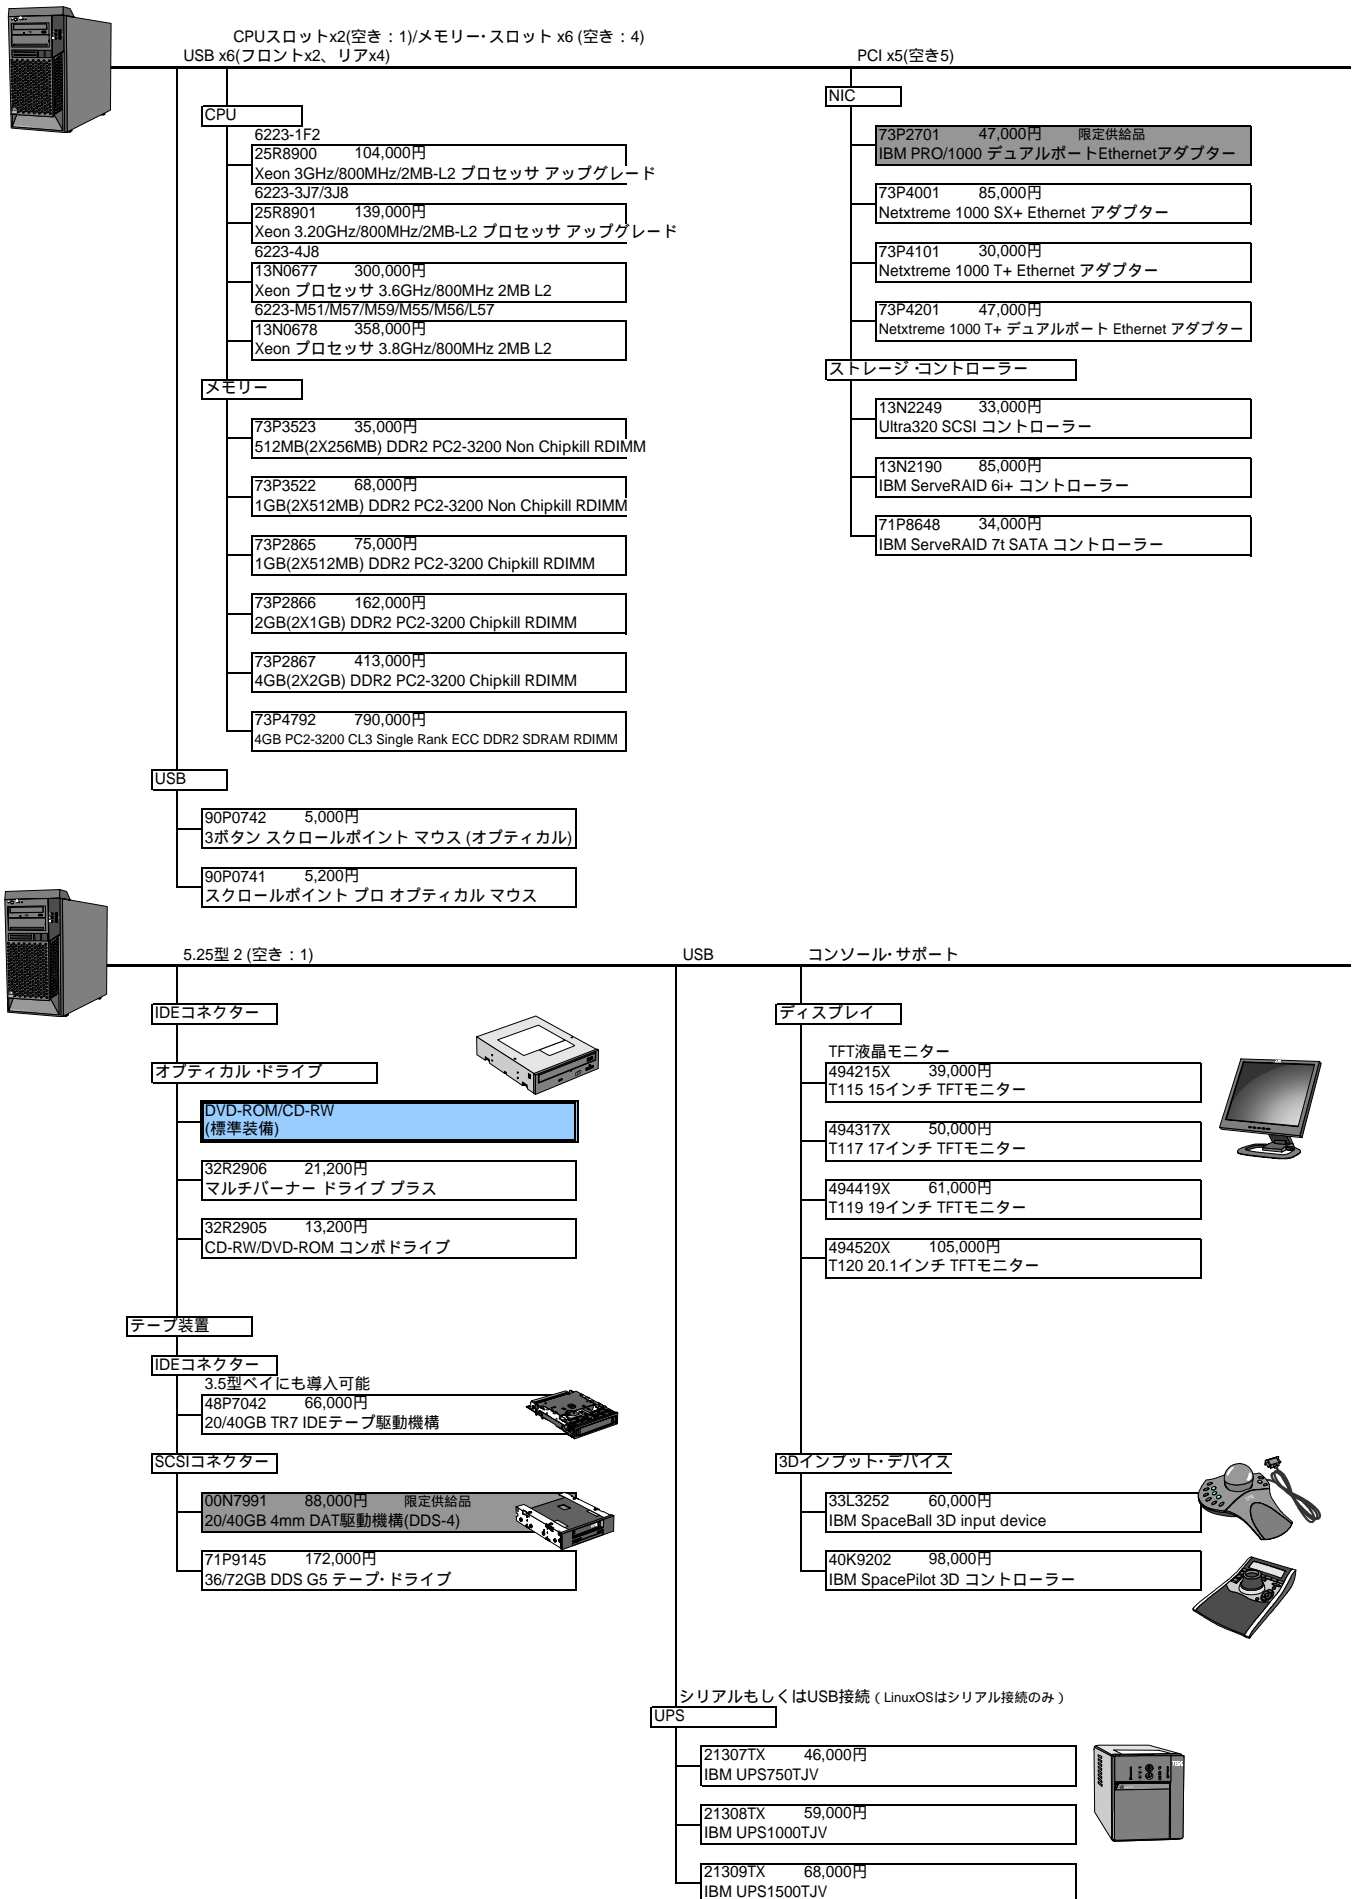 CPUスロットx2(空き：1)/メモリー・スロット x6 (空き：4)
USB x6(フロントx2、リアx4)
PCI x5(空き5)
CPU
6223-1F2
25R8900 104,000円
Xeon 3GHz/800MHz/2MB-L2 プロセッサ アップグレード
6223-3J7/3J8
25R8901 139,000円
Xeon 3.20GHz/800MHz/2MB-L2 プロセッサ アップグレード
6223-4J8
13N0677 300,000円
Xeon プロセッサ 3.6GHz/800MHz 2MB L2
6223-M51/M57/M59/M55/M56/L57
13N0678 358,000円
Xeon プロセッサ 3.8GHz/800MHz 2MB L2
メモリー
73P3523 35,000円
512MB(2X256MB) DDR2 PC2-3200 Non Chipkill RDIMM
73P3522 68,000円
1GB(2X512MB) DDR2 PC2-3200 Non Chipkill RDIMM
73P2865 75,000円
1GB(2X512MB) DDR2 PC2-3200 Chipkill RDIMM
73P2866 162,000円
2GB(2X1GB) DDR2 PC2-3200 Chipkill RDIMM
73P2867 413,000円
4GB(2X2GB) DDR2 PC2-3200 Chipkill RDIMM
73P4792 790,000円
4GB PC2-3200 CL3 Single Rank ECC DDR2 SDRAM RDIMM
USB
90P0742 5,000円
3ボタン スクロールポイント マウス (オプティカル)
90P0741 5,200円
スクロールポイント プロ オプティカル マウス
NIC
73P2701 47,000円 限定供給品
IBM PRO/1000 デュアルポートEthernetアダプター
73P4001 85,000円
Netxtreme 1000 SX+ Ethernet アダプター
73P4101 30,000円
Netxtreme 1000 T+ Ethernet アダプター
73P4201 47,000円
Netxtreme 1000 T+ デュアルポート Ethernet アダプター
ストレージ・コントローラー
13N2249 33,000円
Ultra320 SCSI コントローラー
13N2190 85,000円
IBM ServeRAID 6i+ コントローラー
71P8648 34,000円
IBM ServeRAID 7t SATA コントローラー
5.25型 2 (空き：1)
USB
コンソール・サポート
IDEコネクター
オプティカル・ドライブ
DVD-ROM/CD-RW
(標準装備)
32R2906 21,200円
マルチバーナー ドライブ プラス
32R2905 13,200円
CD-RW/DVD-ROM コンボドライブ
テープ装置
IDEコネクター
3.5型ベイにも導入可能
48P7042 66,000円
20/40GB TR7 IDEテープ駆動機構
SCSIコネクター
00N7991 88,000円 限定供給品
20/40GB 4mm DAT駆動機構(DDS-4)
71P9145 172,000円
36/72GB DDS G5 テープ・ドライブ
ディスプレイ
TFT液晶モニター
494215X 39,000円
T115 15インチ TFTモニター
494317X 50,000円
T117 17インチ TFTモニター
494419X 61,000円
T119 19インチ TFTモニター
494520X 105,000円
T120 20.1インチ TFTモニター
3Dインプット・デバイス
33L3252 60,000円
IBM SpaceBall 3D input device
40K9202 98,000円
IBM SpacePilot 3D コントローラー
シリアルもしくはUSB接続（LinuxOSはシリアル接続のみ）
UPS
21307TX 46,000円
IBM UPS750TJV
21308TX 59,000円
IBM UPS1000TJV
21309TX 68,000円
IBM UPS1500TJV